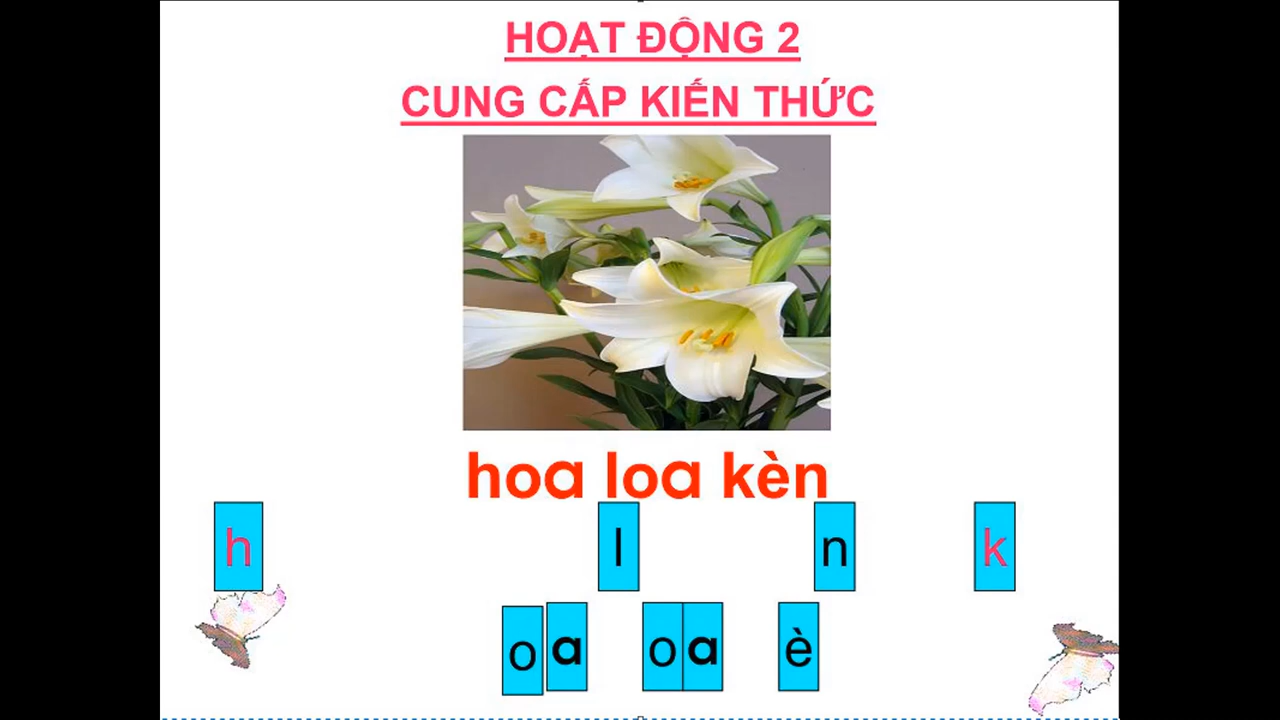 HOẠT ĐỘNG 2
CUNG CẤP KIẾN THỨC
hoa loa kèn
h l n k
o a o a è